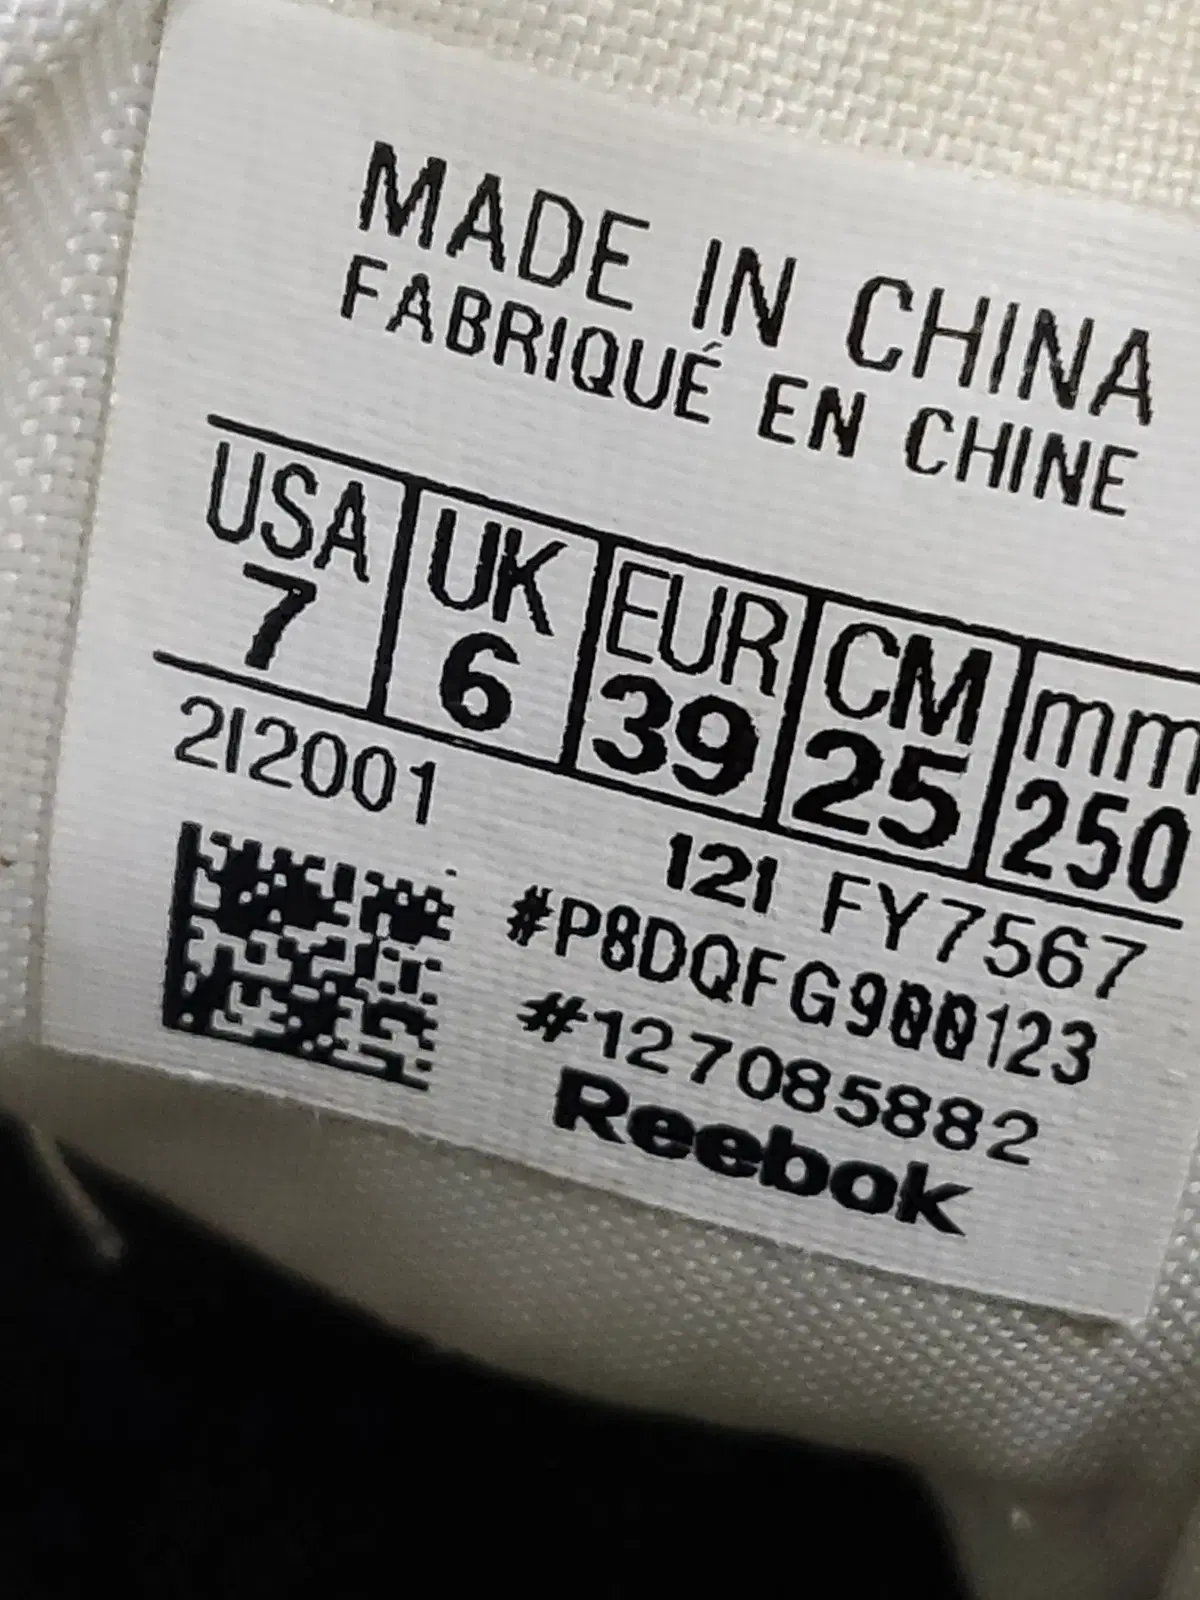 MADE IN CHINA
FABRIQUÉ EN CHINE
USA UK EUR CM mm
7 6 39 25 250
212001
121 FY7567
#P8DQFG900123
#127085882
Reebok